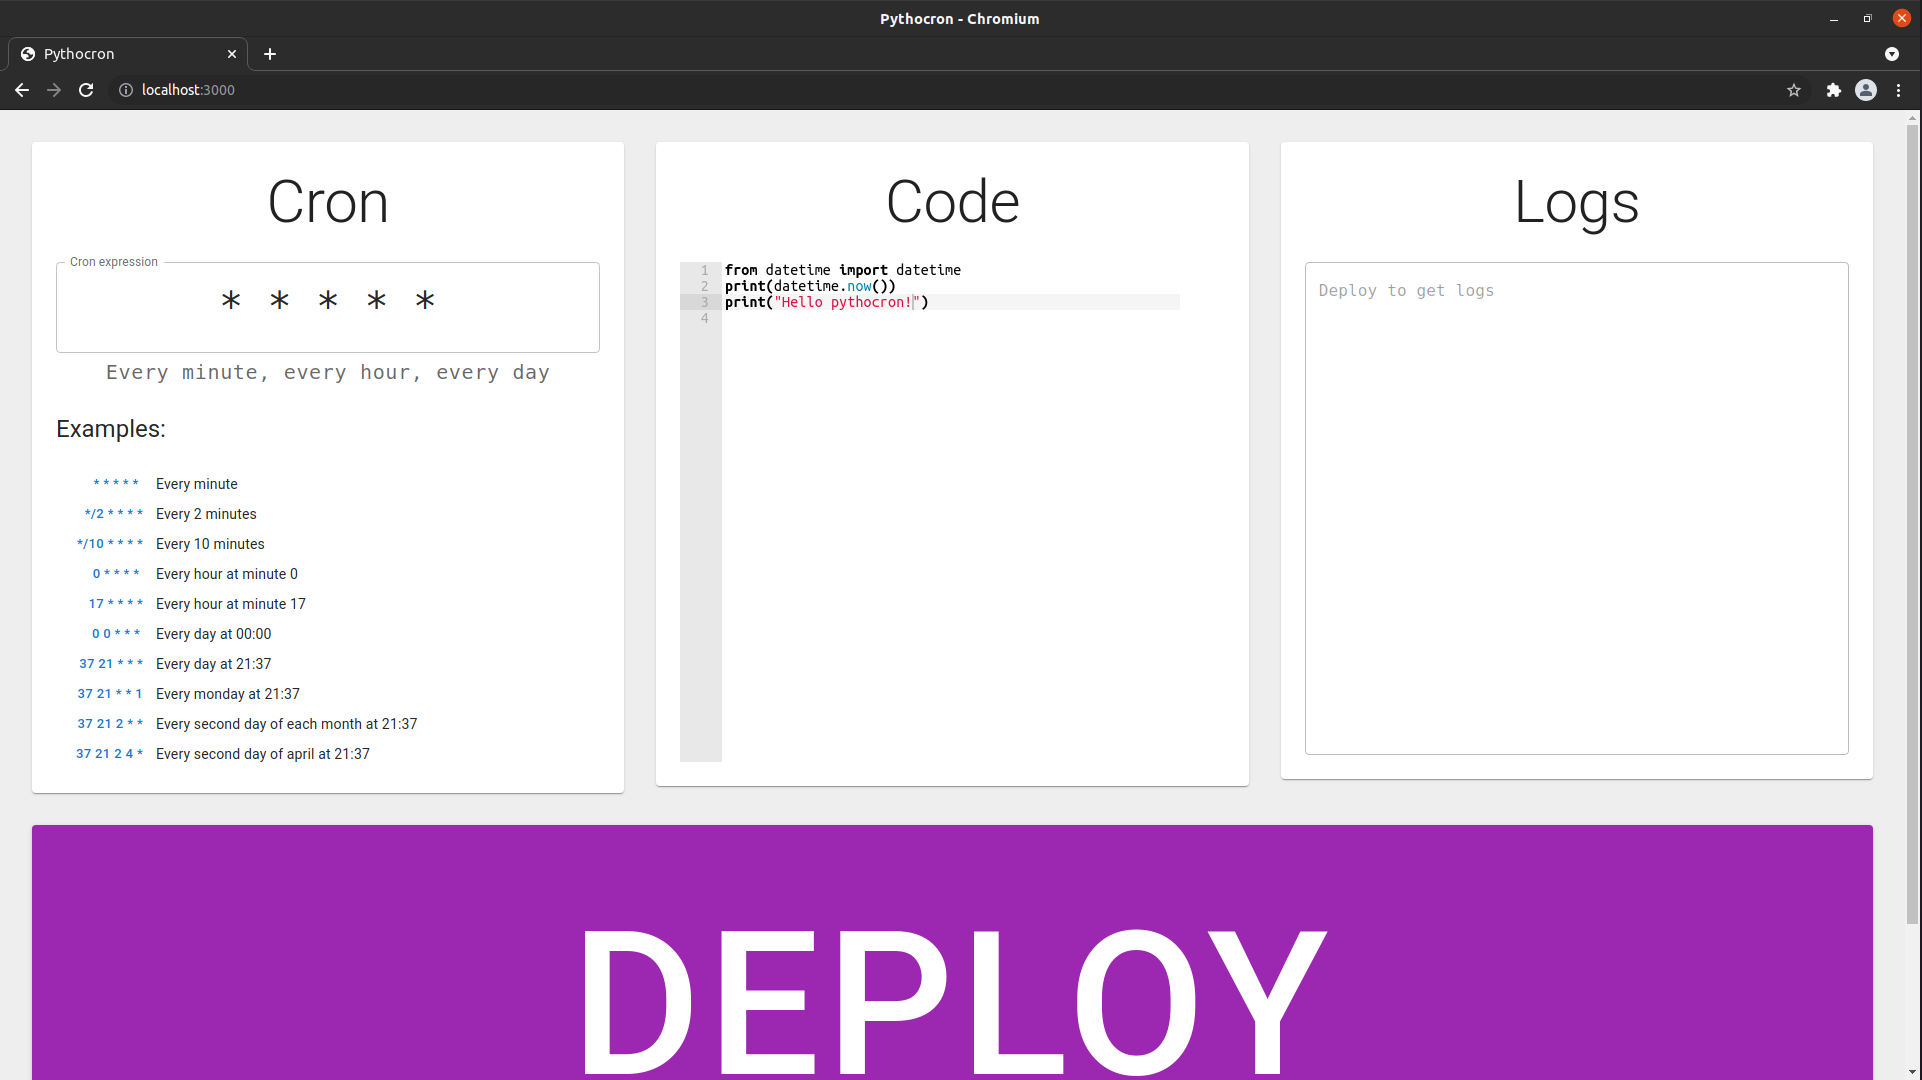 Pythocron - Chromium
Pythocron
localhost:3000
Cron
Cron expression
* * * * *
Every minute, every hour, every day
Examples:
* * * * * Every minute
*/2 * * * * Every 2 minutes
*/10 * * * * Every 10 minutes
0 * * * * Every hour at minute 0
17 * * * * Every hour at minute 17
0 0 * * * Every day at 00:00
37 21 * * * Every day at 21:37
37 21 * * 1 Every monday at 21:37
37 21 2 * * Every second day of each month at 21:37
37 21 2 4 * Every second day of april at 21:37
Code
1 from datetime import datetime
2 print(datetime.now())
3 print("Hello pythocron!")
4
Logs
Deploy to get logs
DEPLOY